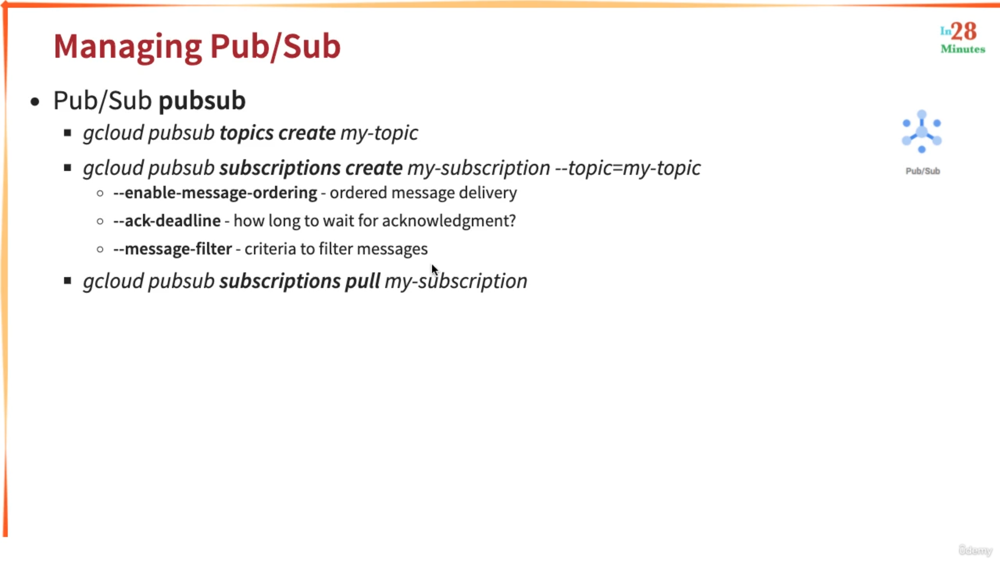 Managing Pub/Sub
In28
Minutes
Pub/Sub pubsub
gcloud pubsub topics create my-topic
gcloud pubsub subscriptions create my-subscription --topic=my-topic
--enable-message-ordering - ordered message delivery
--ack-deadline - how long to wait for acknowledgment?
--message-filter - criteria to filter messages
gcloud pubsub subscriptions pull my-subscription
Pub/Sub
ûdemy